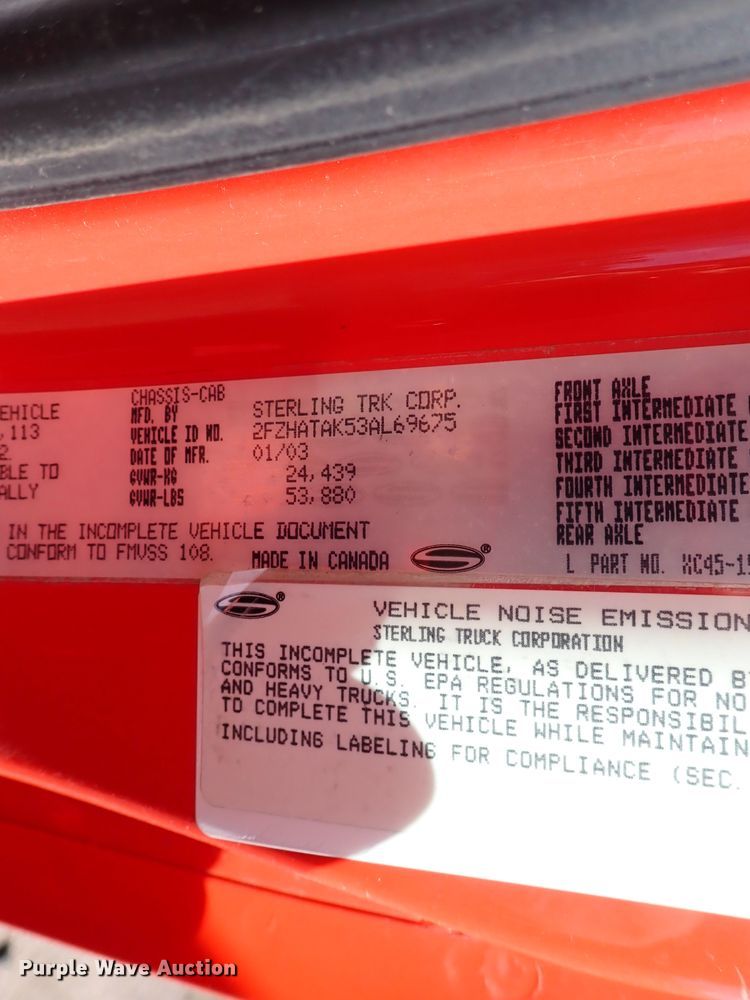 EHICLE
, 113
2
BLE TO
ALLY
IN THE INCOMPLETE VEHICLE DOCUMENT
CONFORM TO FMVSS 108.
CHASSIS-CAB
MFD. BY STERLING TRK CORP.
VEHICLE ID NO. 2FZHATAK53AL69675
DATE OF MFR. 01/03
GVWR-KG 24,439
GVWR-LBS 53,880
MADE IN CANADA
FRONT AXLE
FIRST INTERMEDIATE
SECOND INTERMEDIATE
THIRD INTERMEDIATE
FOURTH INTERMEDIATE
FIFTH INTERMEDIATE
REAR AXLE
L PART NO. XC45-15
VEHICLE NOISE EMISSION
STERLING TRUCK CORPORATION
THIS INCOMPLETE VEHICLE, AS DELIVERED B
CONFORMS TO U.S. EPA REGULATIONS FOR NO
AND HEAVY TRUCKS. IT IS THE RESPONSIBIL
TO COMPLETE THIS VEHICLE WHILE MAINTAIN
INCLUDING LABELING FOR COMPLIANCE (SEC.
Purple Wave Auction